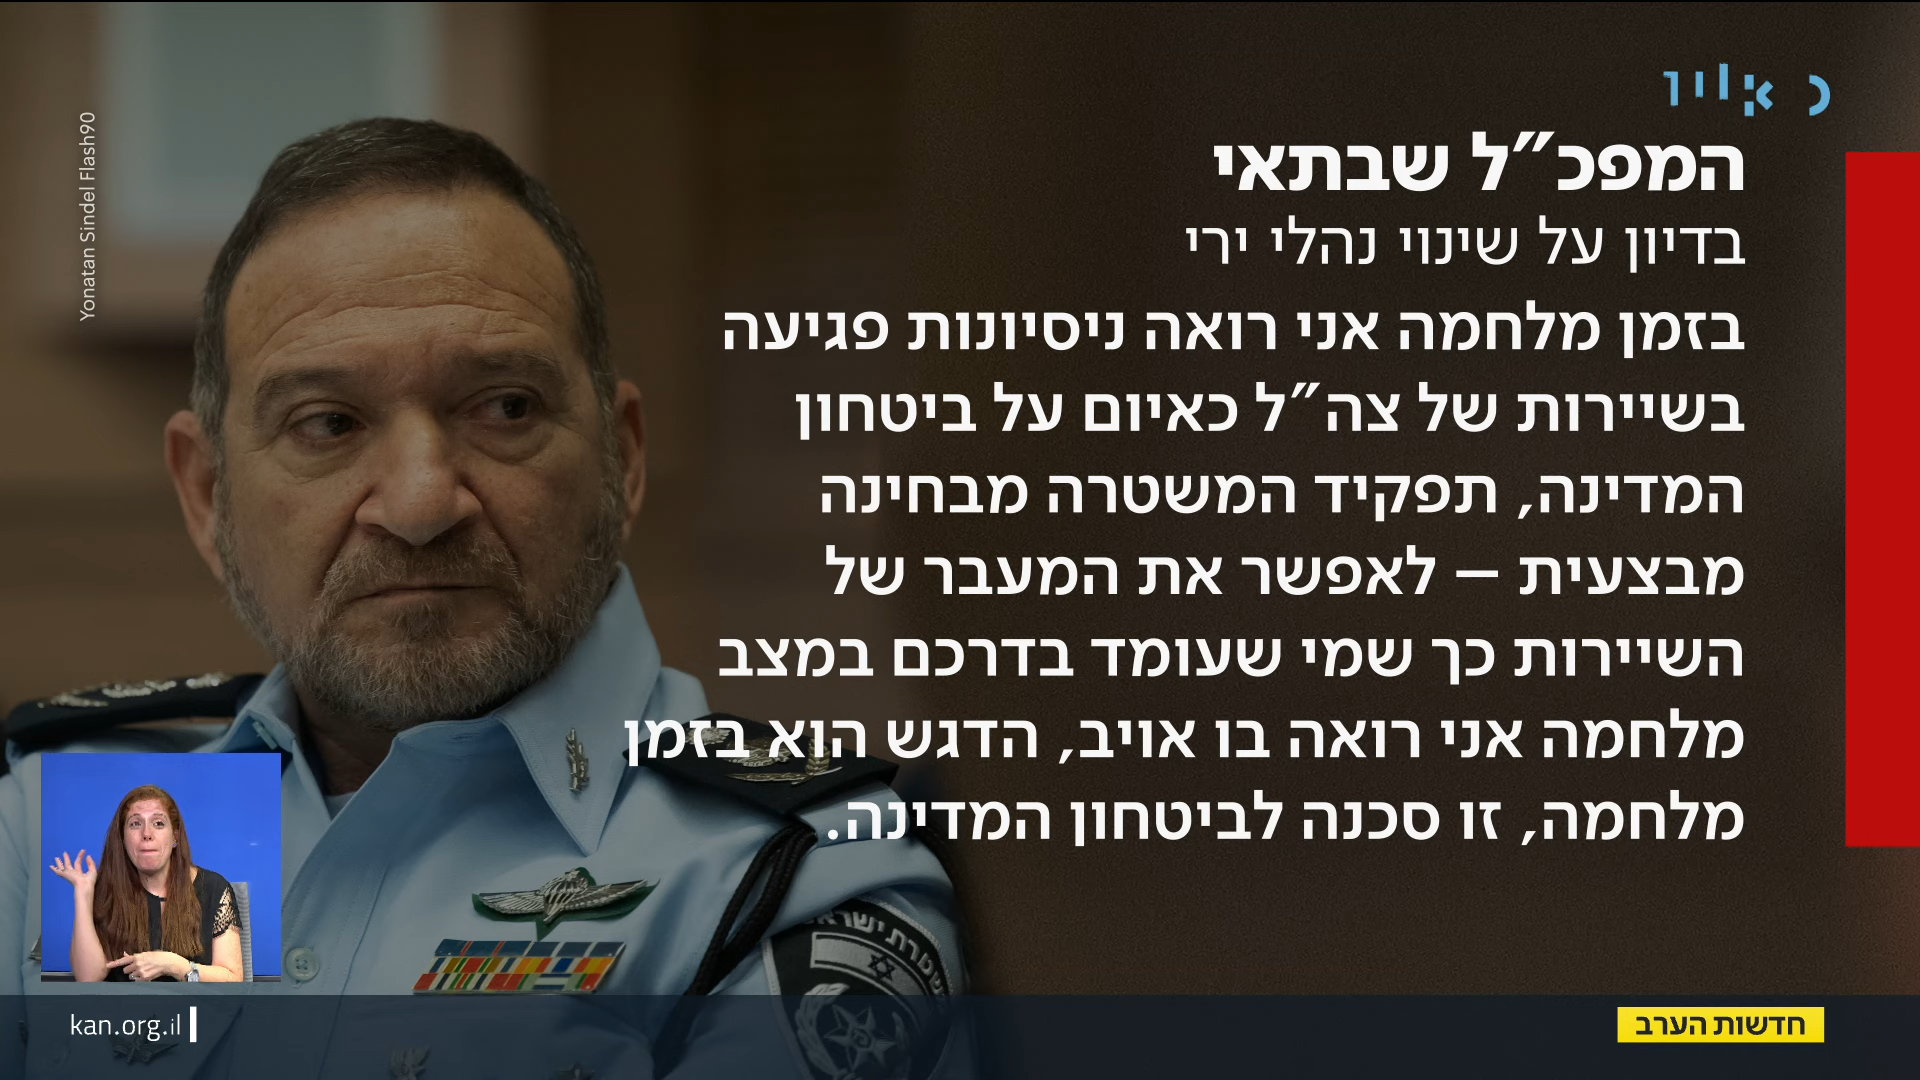 Yonatan Sindel Flash90
המפכ״ל שבתאי
בדיון על שינוי נהלי ירי
בזמן מלחמה אני רואה ניסיונות פגיעה
בשיירות של צה״ל כאיום על ביטחון
המדינה, תפקיד המשטרה מבחינה
מבצעית – לאפשר את המעבר של
השיירות כך שמי שעומד בדרכם במצב
מלחמה אני רואה בו אויב, הדגש הוא בזמן
מלחמה, זו סכנה לביטחון המדינה.
kan.org.il
חדשות הערב